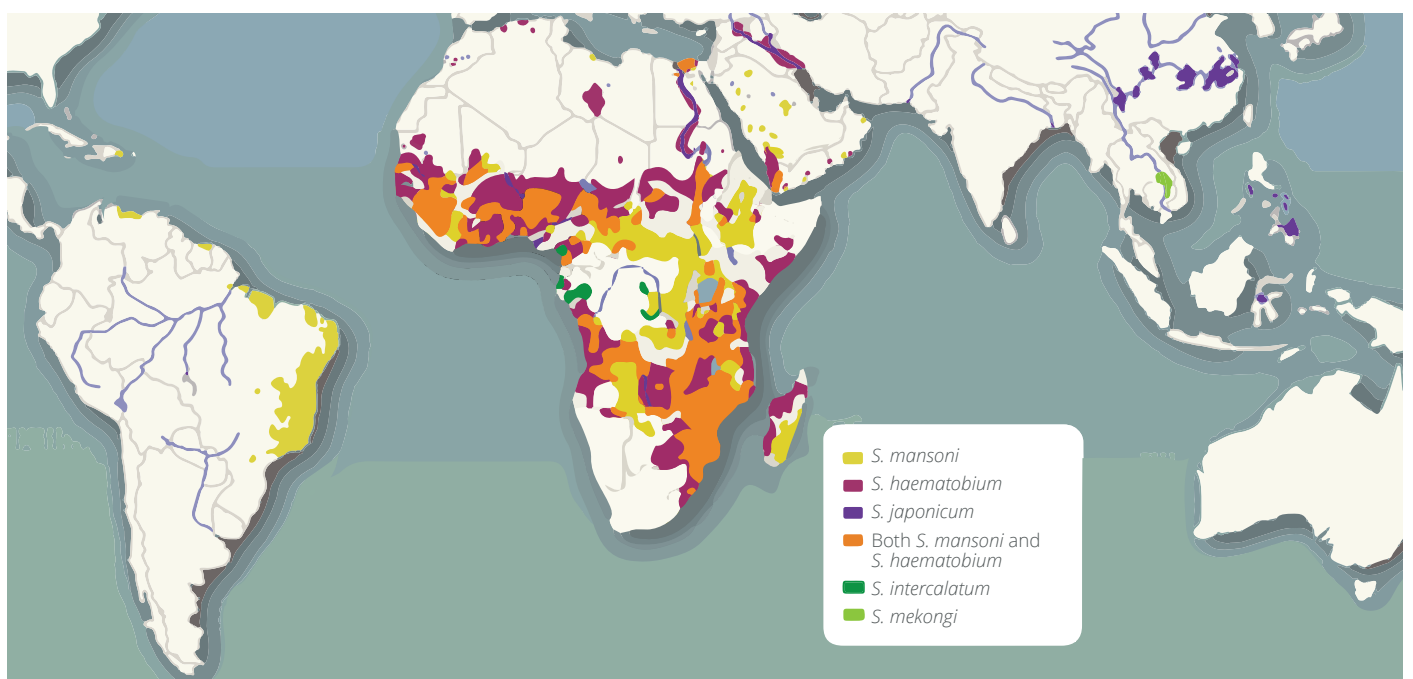 S. mansoni
S. haematobium
S. japonicum
Both S. mansoni and
S. haematobium
S. intercalatum
S. mekongi